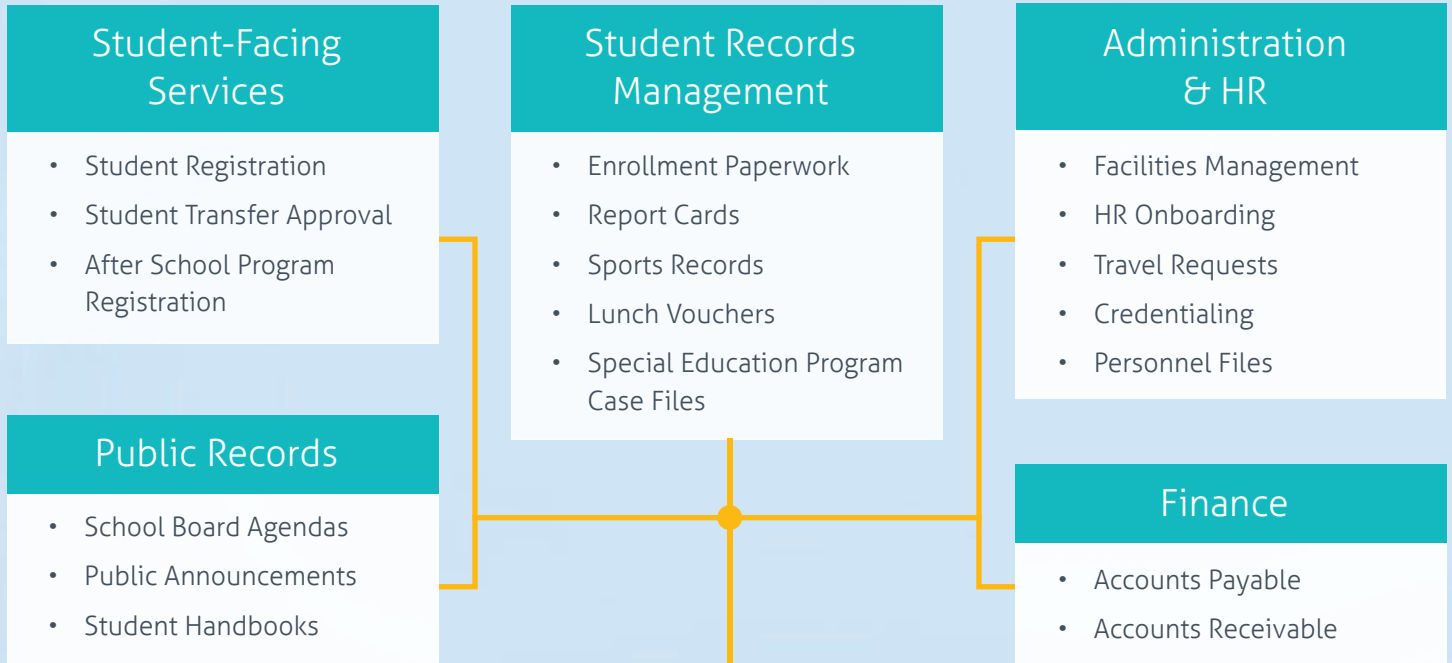 Student-Facing
Services
• Student Registration
• Student Transfer Approval
• After School Program
Registration
Public Records
• School Board Agendas
• Public Announcements
• Student Handbooks
Student Records
Management
• Enrollment Paperwork
• Report Cards
• Sports Records
• Lunch Vouchers
• Special Education Program
Case Files
Administration
& HR
• Facilities Management
• HR Onboarding
• Travel Requests
• Credentialing
• Personnel Files
Finance
• Accounts Payable
• Accounts Receivable